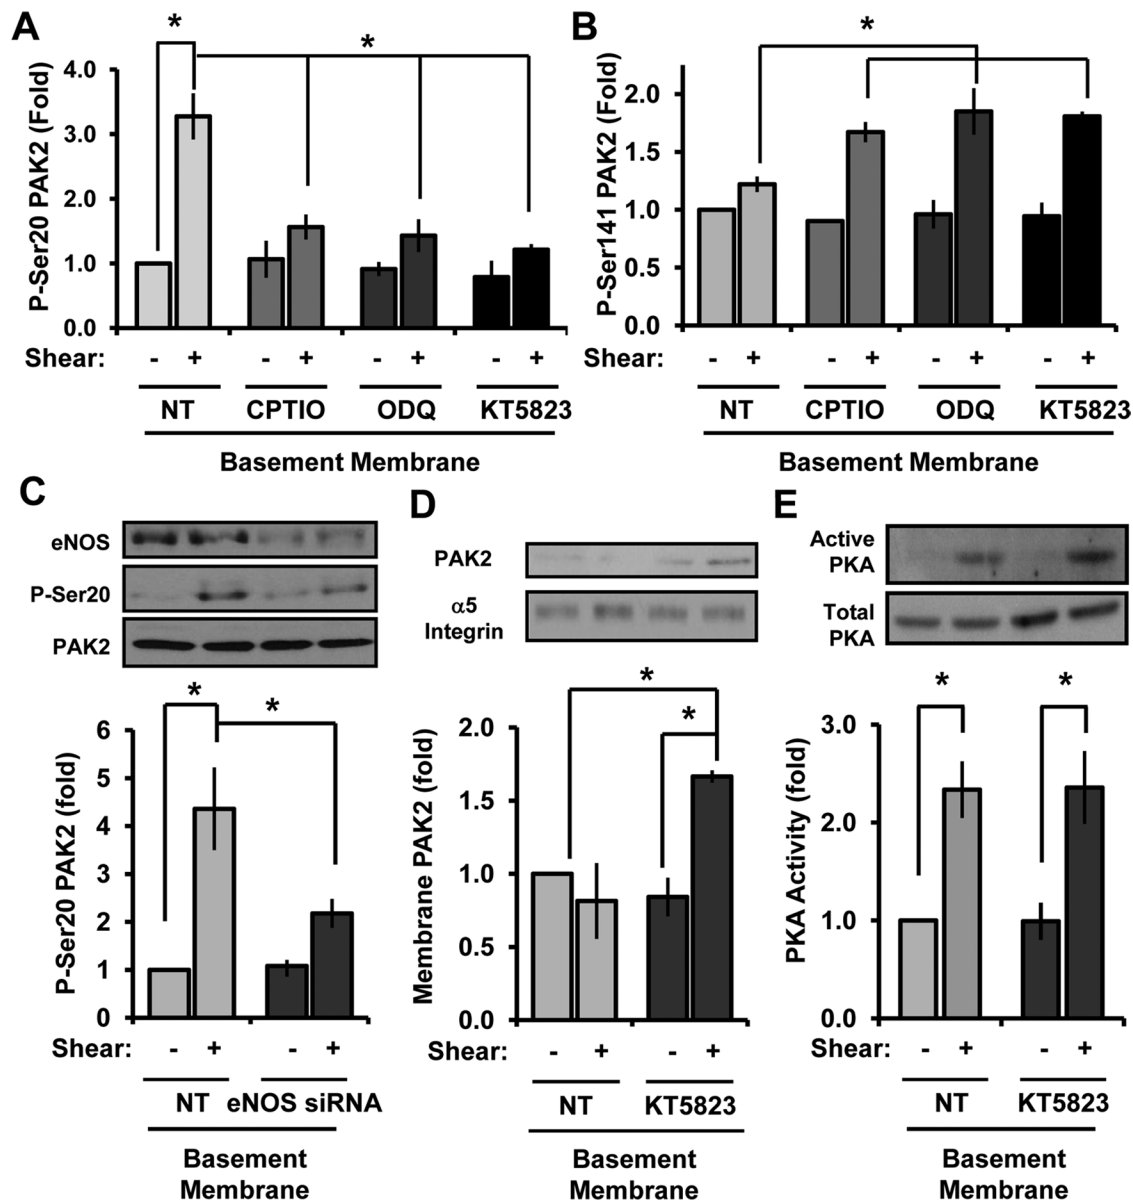 A
*
*
P-Ser20 PAK2 (Fold)
4.0
3.0
2.0
1.0
0.0
Shear: - + - + - + - +
NT CPTIO ODQ KT5823
Basement Membrane
B
*
P-Ser141 PAK2 (Fold)
2.0
1.5
1.0
0.5
0.0
Shear: - + - + - + - +
NT CPTIO ODQ KT5823
Basement Membrane
C
eNOS
P-Ser20
PAK2
*
*
P-Ser20 PAK2 (fold)
6
5
4
3
2
1
0
Shear: - + - +
NT eNOS siRNA
Basement
Membrane
D
PAK2
α5
Integrin
*
*
Membrane PAK2 (fold)
2.0
1.5
1.0
0.5
0.0
Shear: - + - +
NT KT5823
Basement
Membrane
E
Active
PKA
Total
PKA
*
*
PKA Activity (fold)
3.0
2.0
1.0
0.0
Shear: - + - +
NT KT5823
Basement
Membrane